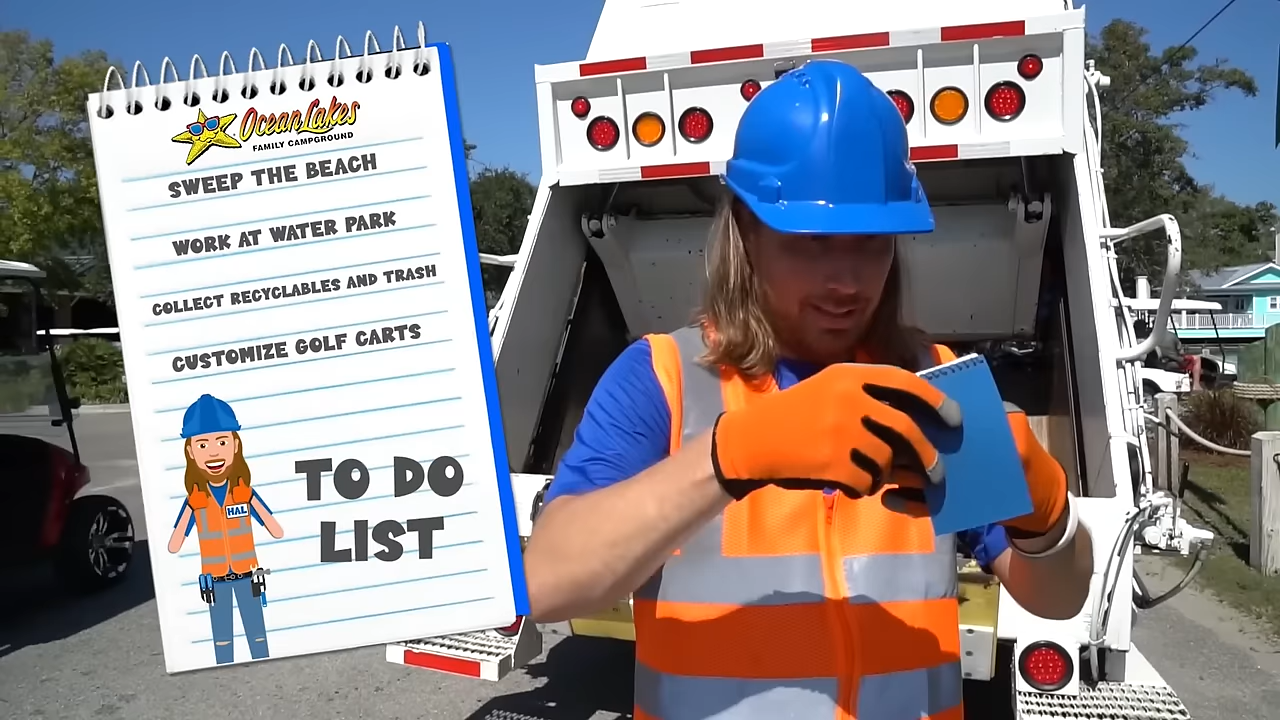 Ocean Lakes
FAMILY CAMPGROUND
SWEEP THE BEACH
WORK AT WATER PARK
COLLECT RECYCLABLES AND TRASH
CUSTOMIZE GOLF CARTS
HAL
TO DO
LIST